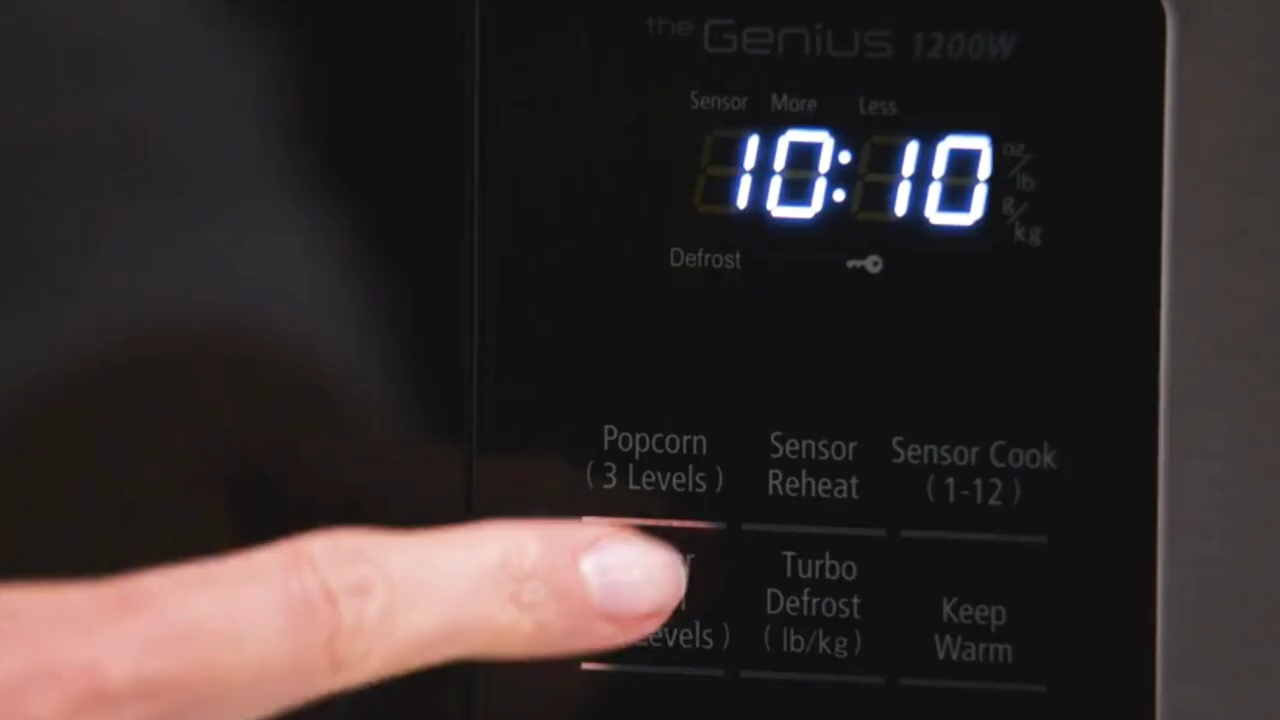 the Genius 1200W
Sensor More Less
10:10
oz/lb
g/kg
Defrost
Popcorn
(3 Levels)
Sensor
Reheat
Sensor Cook
(1-12)
Levels)
Turbo
Defrost
(lb/kg)
Keep
Warm